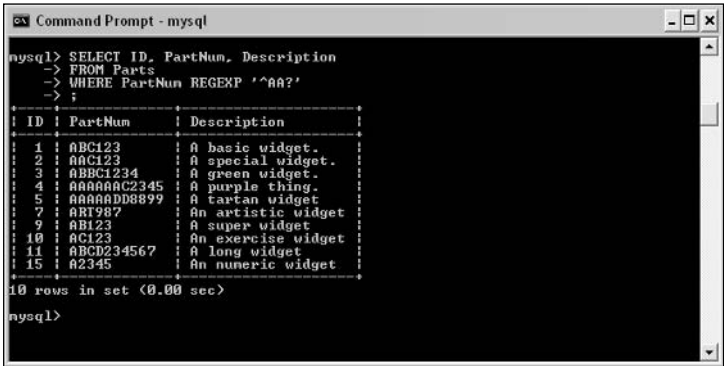 Command Prompt - mysql
mysql> SELECT ID, PartNum, Description
    -> FROM Parts
    -> WHERE PartNum REGEXP '^AA?'
    -> ;
+----+--------------+--------------------+
| ID | PartNum      | Description        |
+----+--------------+--------------------+
|  1 | ABC123       | A basic widget.    |
|  2 | AAC123       | A special widget.  |
|  3 | ABBC1234     | A green widget.    |
|  4 | AAAAAAC2345  | A purple thing.    |
|  5 | AAAAADD8899  | A tartan widget    |
|  7 | ART987       | An artistic widget |
|  9 | AB123        | A super widget     |
| 10 | AC123        | An exercise widget |
| 11 | ABCD234567   | A long widget      |
| 15 | A2345        | An numeric widget  |
+----+--------------+--------------------+
10 rows in set (0.00 sec)
mysql>